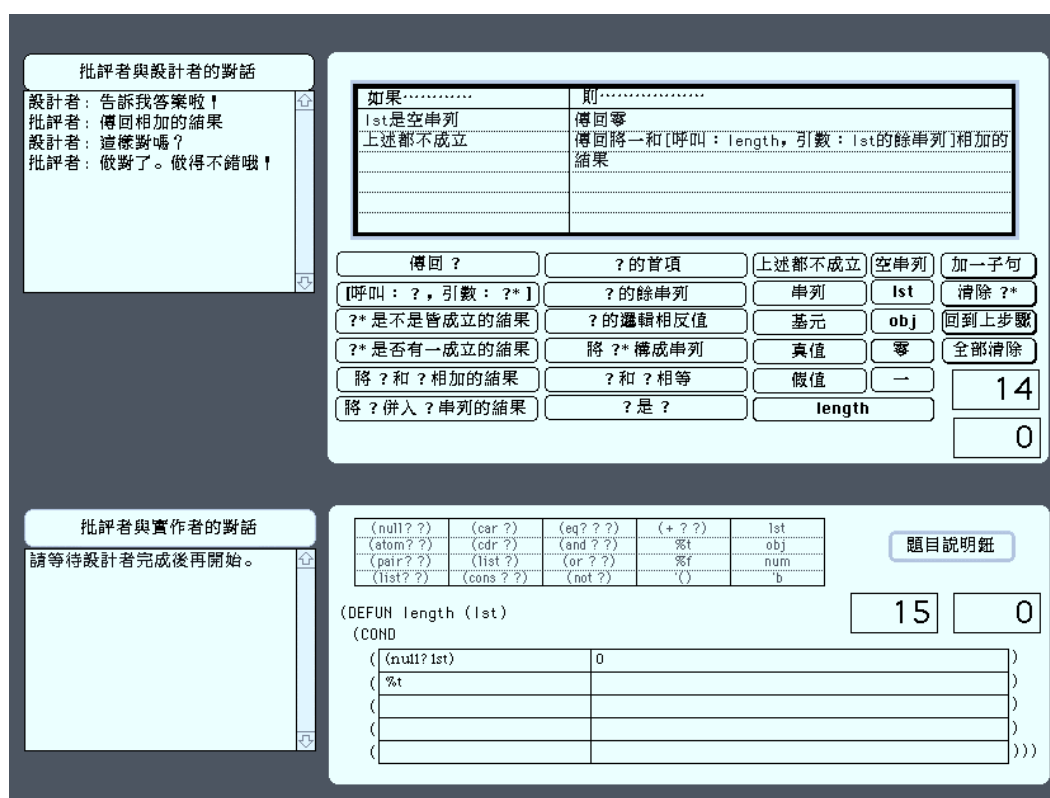 批評者與設計者的對話
設計者：告訴我答案啦！
批評者：傳回相加的結果
設計者：這樣對嗎？
批評者：做對了。做得不錯哦！
如果………… 則………………
lst是空串列 傳回零
上述都不成立 傳回將一和[呼叫：length，引數：lst的餘串列]相加的
結果
傳回 ? ? 的首項 上述都不成立 空串列 加一子句
[呼叫： ? ，引數： ?* ] ? 的餘串列 串列 lst 清除 ?*
?* 是不是皆成立的結果 ? 的邏輯相反值 基元 obj 回到上步驟
?* 是否有一成立的結果 將 ?* 構成串列 真值 零 全部清除
將 ? 和 ? 相加的結果 ? 和 ? 相等 假值 一 14
將 ? 併入 ? 串列的結果 ? 是 ? length
0
批評者與實作者的對話
請等待設計者完成後再開始。
(null? ?) (car ?) (eq? ? ?) (+ ? ?) lst
(atom? ?) (cdr ?) (and ? ?) %t obj
(pair? ?) (list ?) (or ? ?) %f num
(list? ?) (cons ? ?) (not ?) '() 'b
題目說明鈕
(DEFUN length (lst) 15 0
(COND
( (null? lst) 0 )
( %t )
( )
( )
( )))